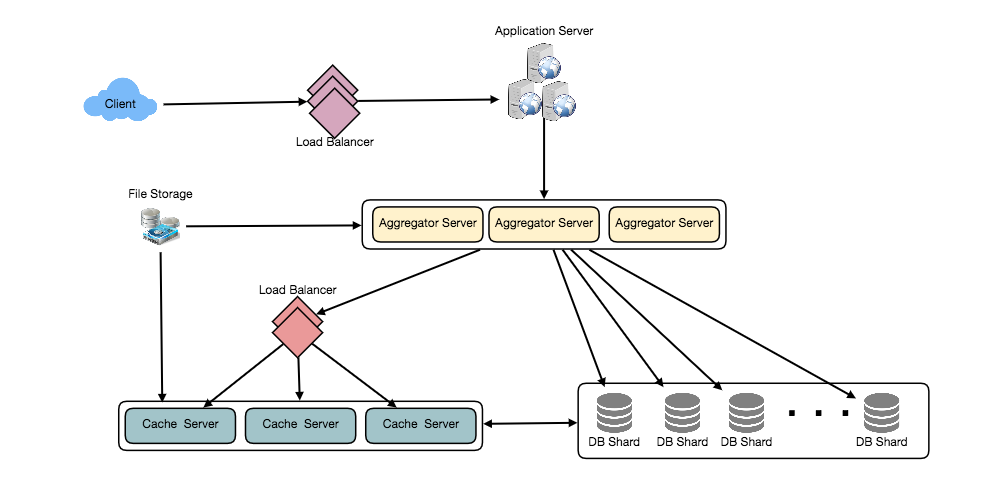 Application Server
Client
Load Balancer
File Storage
Aggregator Server
Aggregator Server
Aggregator Server
Load Balancer
Cache Server
Cache Server
Cache Server
DB Shard
DB Shard
DB Shard
DB Shard